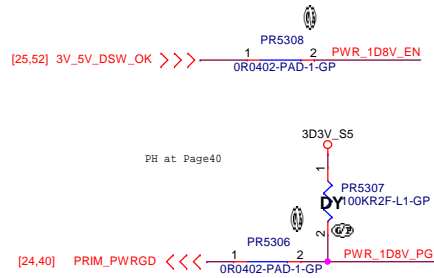 PR5308
[25,52] 3V_5V_DSW_OK 1 2 PWR_1D8V_EN
0R0402-PAD-1-GP
3D3V_S5
PH at Page40
1
PR5307
DY 100KR2F-L1-GP
2
PR5306
[24,40] PRIM_PWRGD 1 2 PWR_1D8V_PG
0R0402-PAD-1-GP